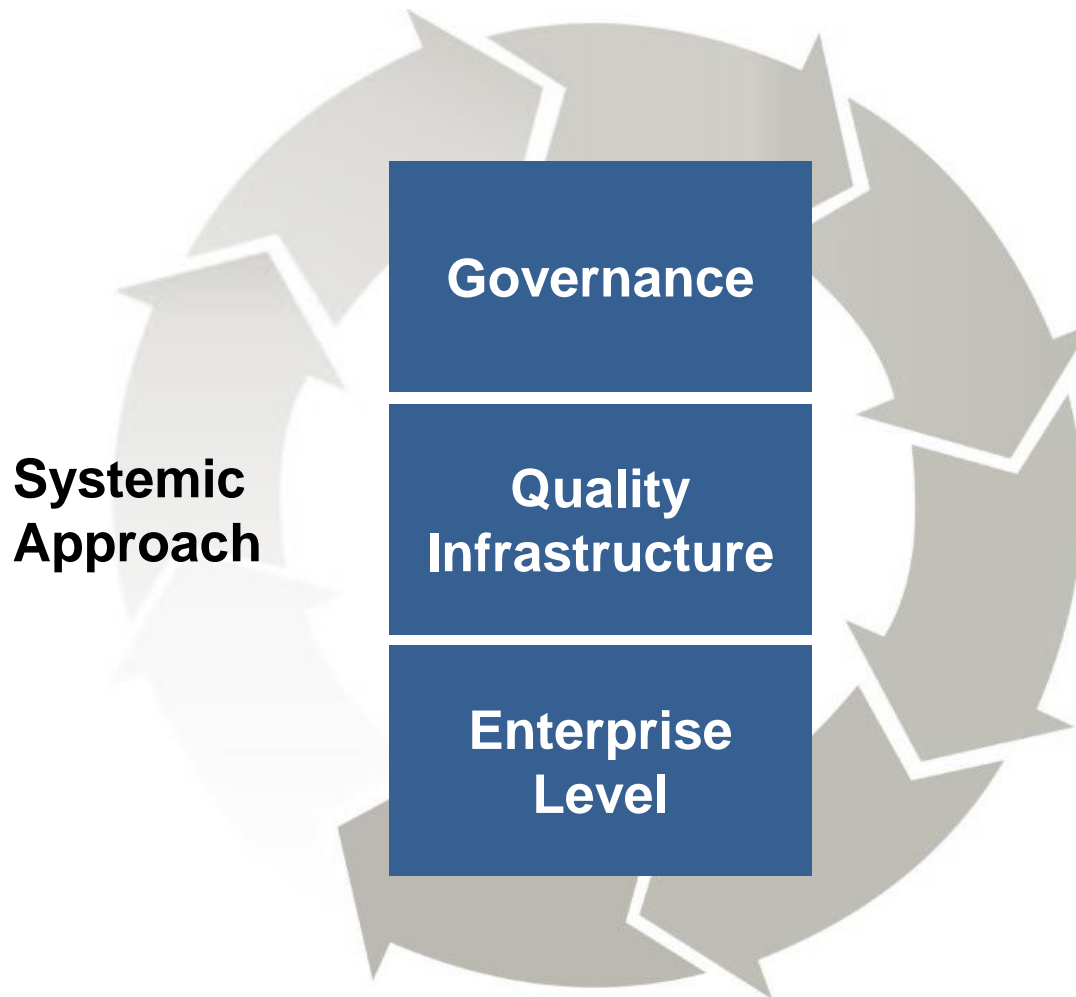 Governance
Systemic
Approach
Quality
Infrastructure
Enterprise
Level